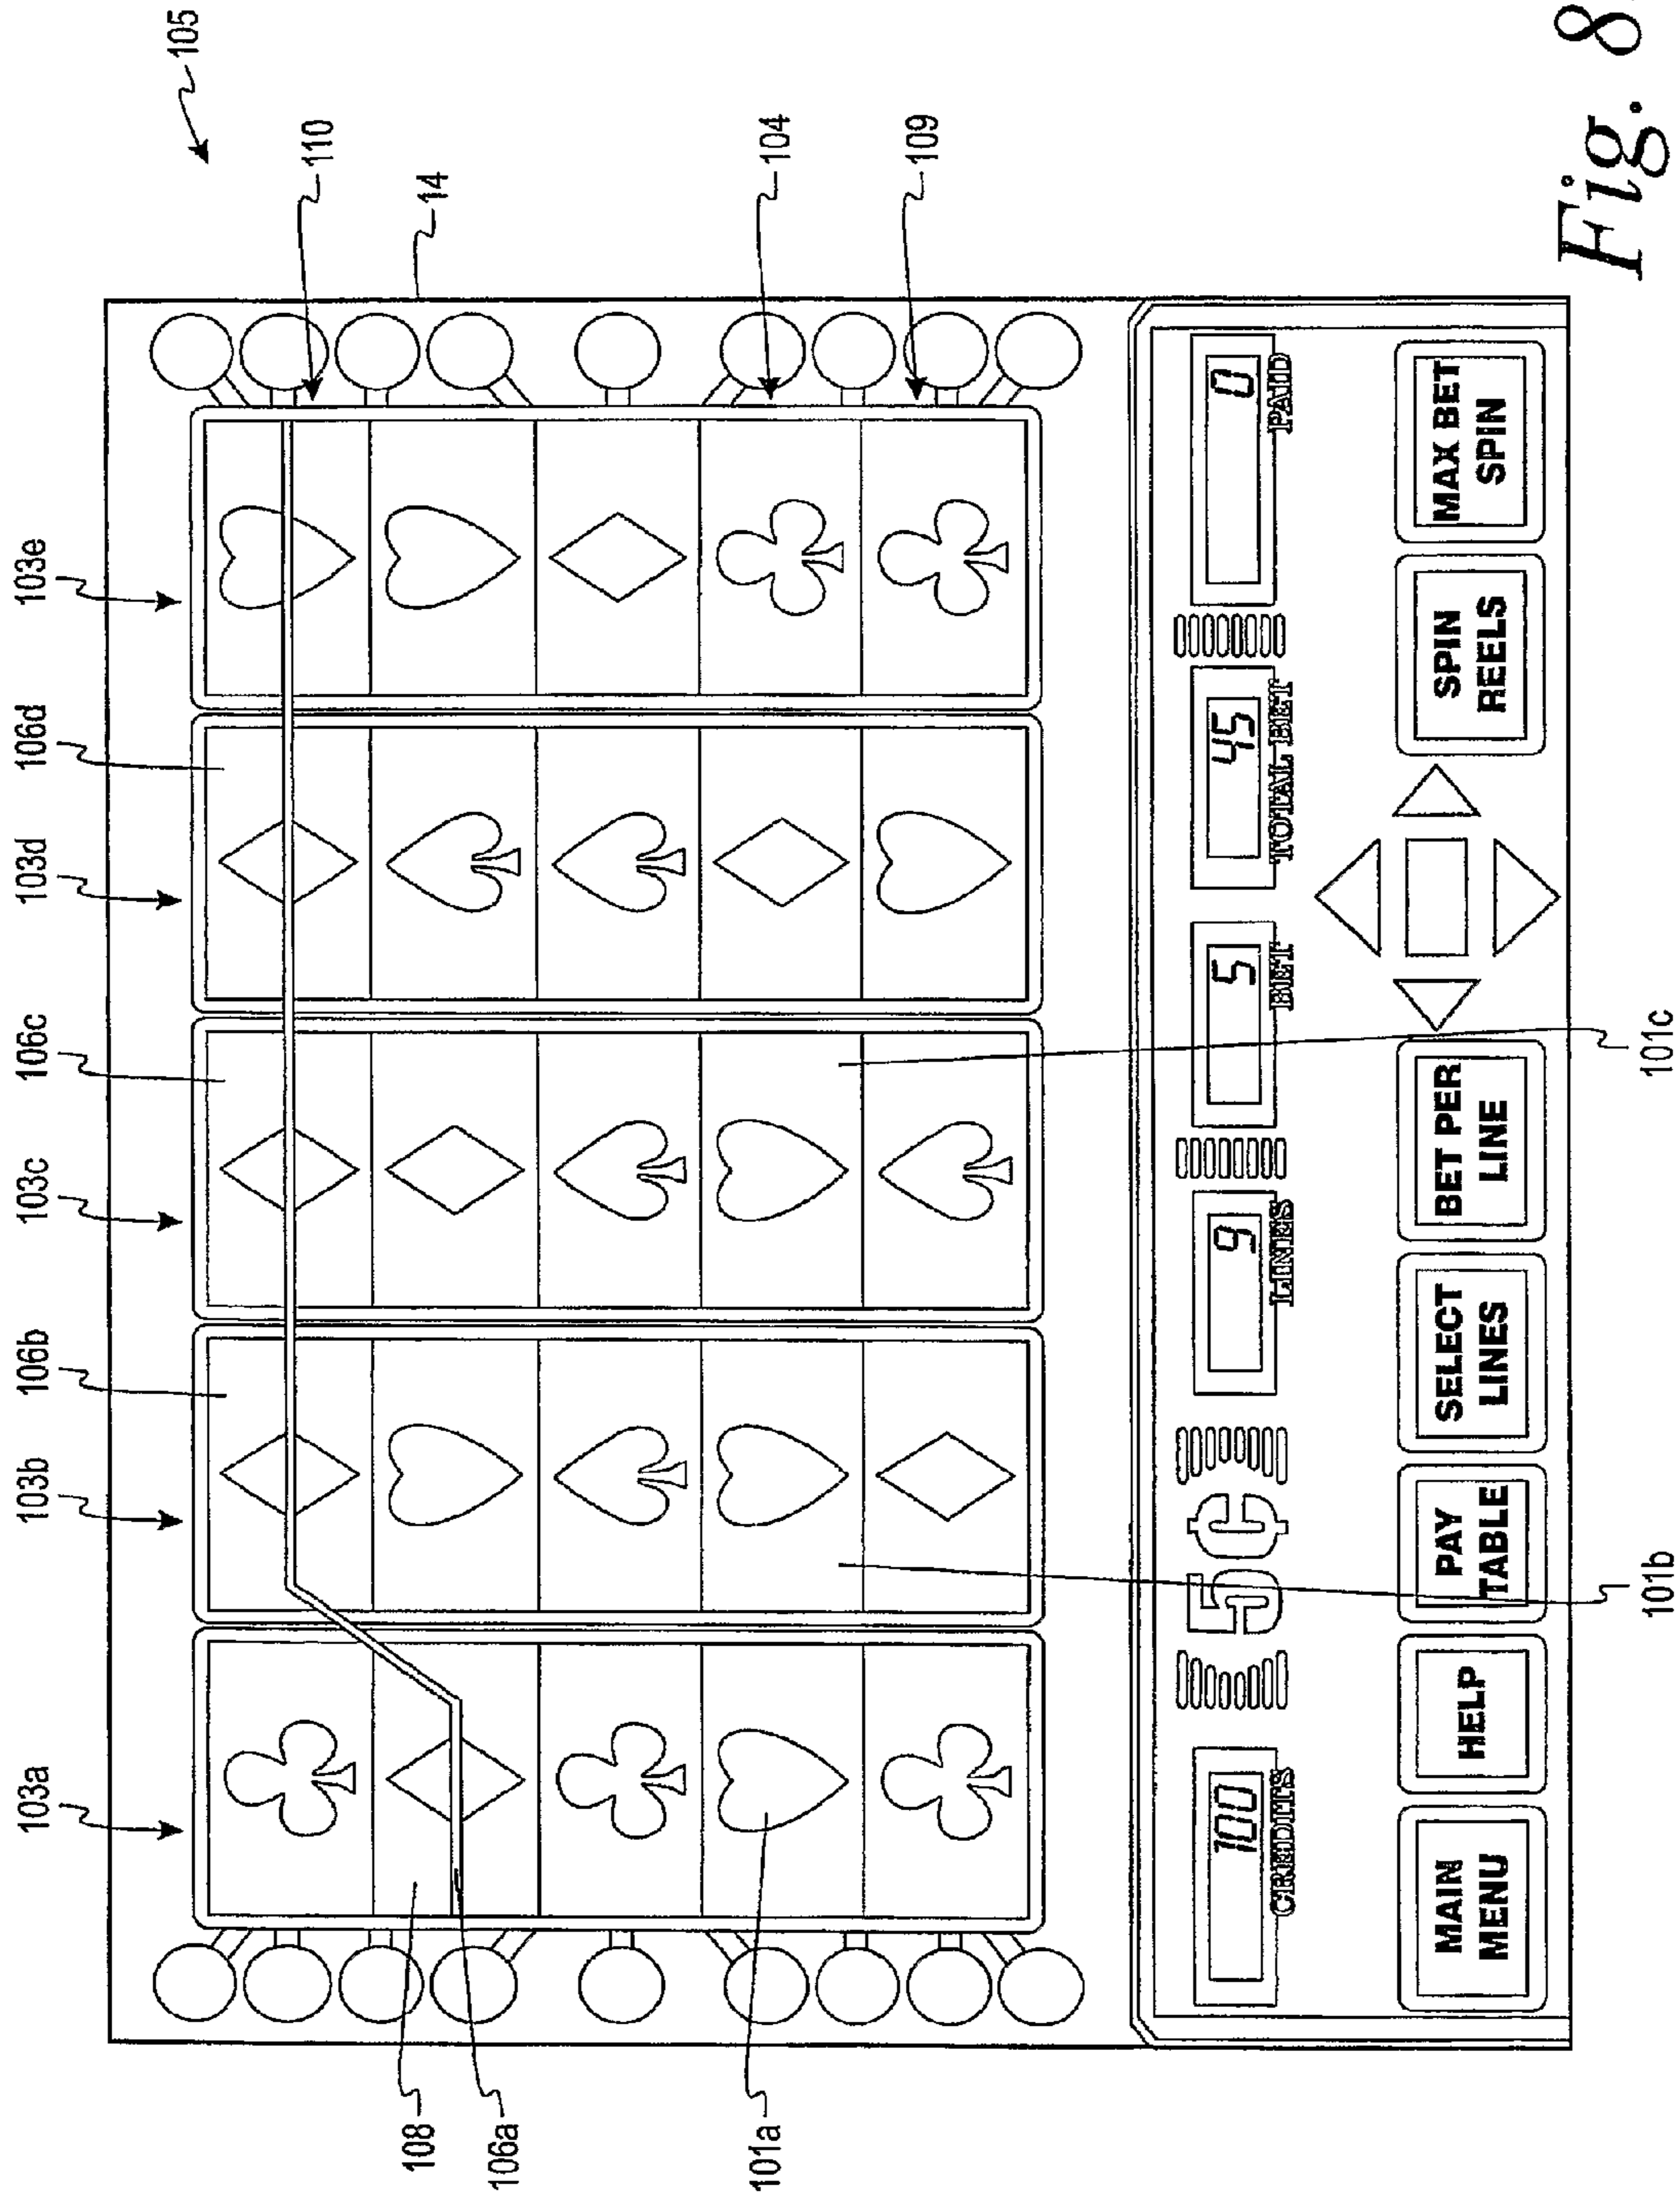 105
103a
103b
106b
103c
106c
103d
106d
103e
110
14
104
109
108
106a
101a
100
CREDITS
5¢
9
LINES
5
BET
45
TOTAL BET
0
PAID
MAIN
MENU
HELP
PAY
TABLE
SELECT
LINES
BET PER
LINE
SPIN
REELS
MAX BET
SPIN
101b
101c
Fig. 8